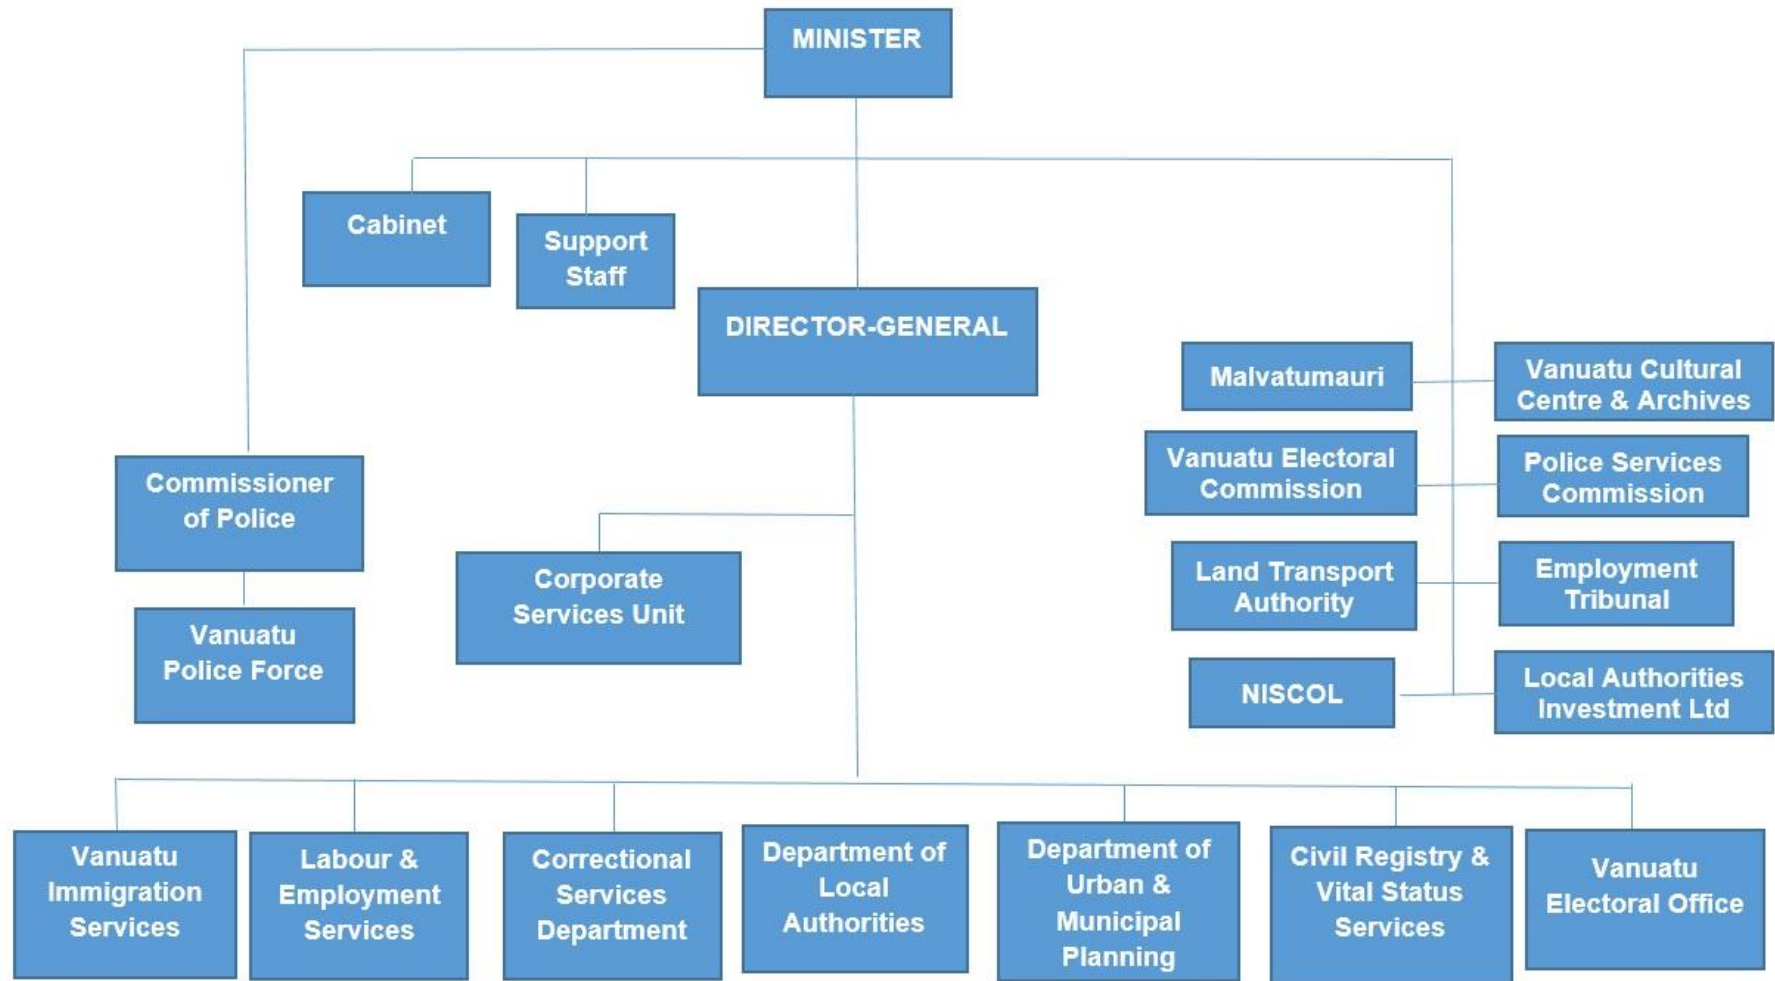 MINISTER
Cabinet
Support
Staff
DIRECTOR-GENERAL
Malvatumauri
Vanuatu Cultural
Centre & Archives
Commissioner
of Police
Vanuatu Electoral
Commission
Police Services
Commission
Corporate
Services Unit
Land Transport
Authority
Employment
Tribunal
Vanuatu
Police Force
NISCOL
Local Authorities
Investment Ltd
Vanuatu
Immigration
Services
Labour &
Employment
Services
Correctional
Services
Department
Department of
Local
Authorities
Department of
Urban &
Municipal
Planning
Civil Registry &
Vital Status
Services
Vanuatu
Electoral Office